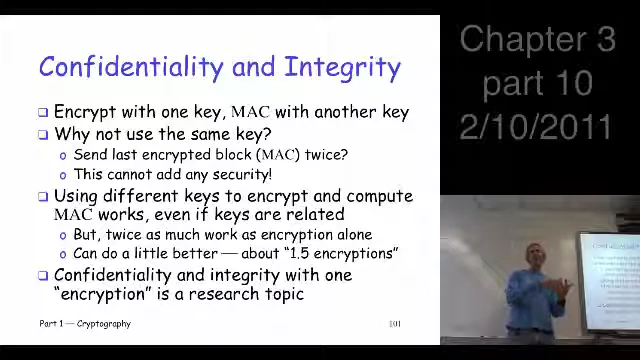 Confidentiality and Integrity
Encrypt with one key, MAC with another key
Why not use the same key?
Send last encrypted block (MAC) twice?
This cannot add any security!
Using different keys to encrypt and compute
MAC works, even if keys are related
But, twice as much work as encryption alone
Can do a little better — about “1.5 encryptions”
Confidentiality and integrity with one
“encryption” is a research topic
Part 1 — Cryptography
101
Chapter 3
part 10
2/10/2011